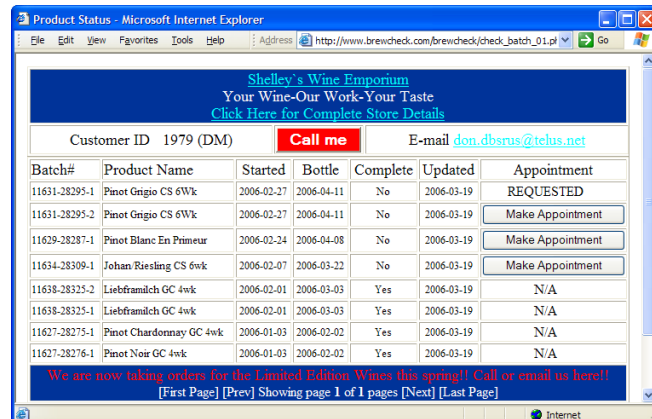 Product Status - Microsoft Internet Explorer
File Edit View Favorites Tools Help Address http://www.brewcheck.com/brewcheck/check_batch_01.pl Go
Shelley`s Wine Emporium
Your Wine-Our Work-Your Taste
Click Here for Complete Store Details
Customer ID 1979 (DM) Call me E-mail don.dbsrus@telus.net
Batch# Product Name Started Bottle Complete Updated Appointment
11631-28295-1 Pinot Grigio CS 6Wk 2006-02-27 2006-04-11 No 2006-03-19 REQUESTED
11631-28295-2 Pinot Grigio CS 6Wk 2006-02-27 2006-04-11 No 2006-03-19 Make Appointment
11629-28287-1 Pinot Blanc En Primeur 2006-02-24 2006-04-08 No 2006-03-19 Make Appointment
11634-28309-1 Johan/Riesling CS 6wk 2006-02-07 2006-03-22 No 2006-03-19 Make Appointment
11638-28325-2 Liebframilch GC 4wk 2006-02-01 2006-03-03 Yes 2006-03-19 N/A
11638-28325-1 Liebframilch GC 4wk 2006-02-01 2006-03-03 Yes 2006-03-19 N/A
11627-28275-1 Pinot Chardonnay GC 4wk 2006-01-03 2006-02-02 Yes 2006-03-19 N/A
11627-28276-1 Pinot Noir GC 4wk 2006-01-03 2006-02-02 Yes 2006-03-19 N/A
We are now taking orders for the Limited Edition Wines this spring!! Call or email us here!!
[First Page] [Prev] Showing page 1 of 1 pages [Next] [Last Page]
Internet